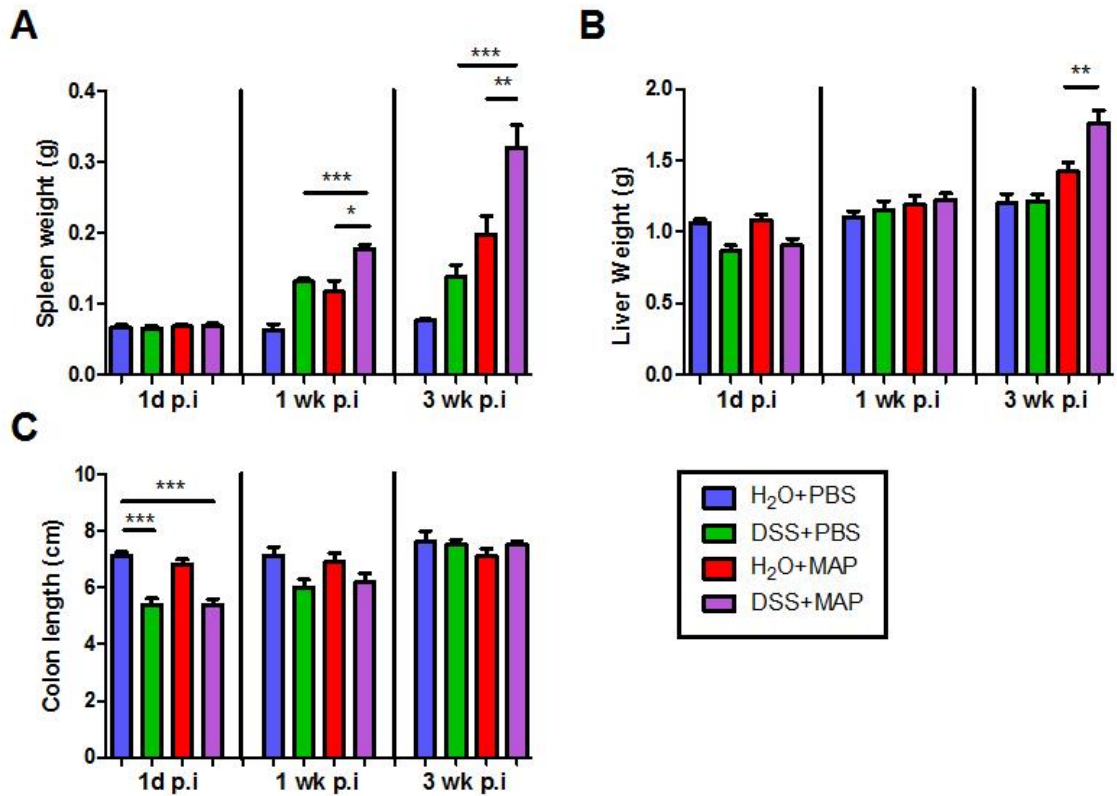 A
Spleen weight (g)
0.4
0.3
0.2
0.1
0.0
***
*
***
**
1d p.i
1 wk p.i
3 wk p.i
B
Liver Weight (g)
2.0
1.5
1.0
0.5
0.0
**
1d p.i
1 wk p.i
3 wk p.i
C
Colon length (cm)
10
8
6
4
2
0
***
***
1d p.i
1 wk p.i
3 wk p.i
H₂O+PBS
DSS+PBS
H₂O+MAP
DSS+MAP